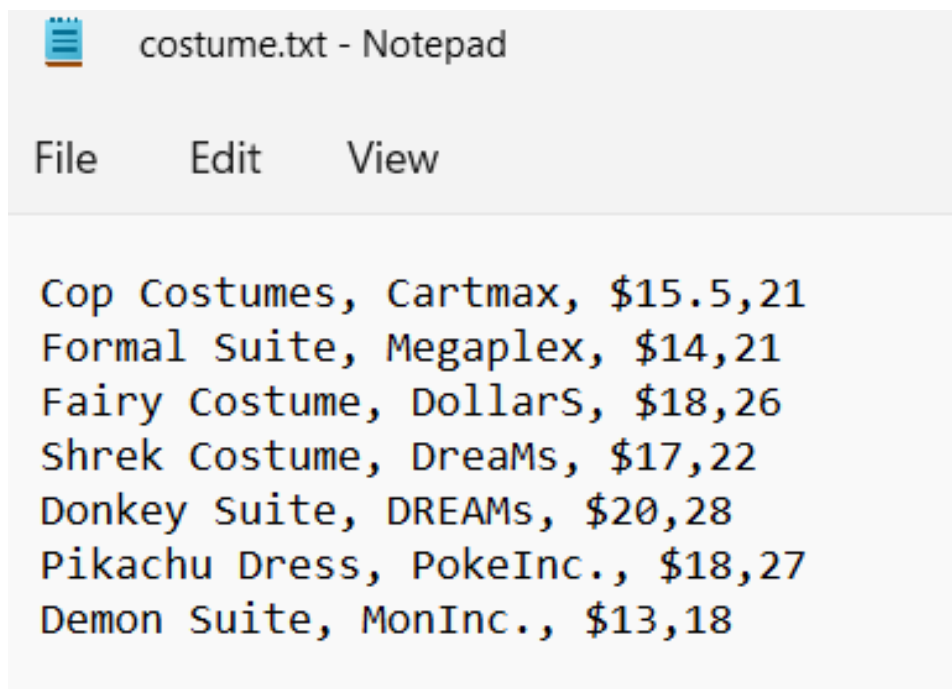 costume.txt - Notepad
File Edit View
Cop Costumes, Cartmax, $15.5,21
Formal Suite, Megaplex, $14,21
Fairy Costume, DollarS, $18,26
Shrek Costume, DreaMs, $17,22
Donkey Suite, DREAMs, $20,28
Pikachu Dress, PokeInc., $18,27
Demon Suite, MonInc., $13,18